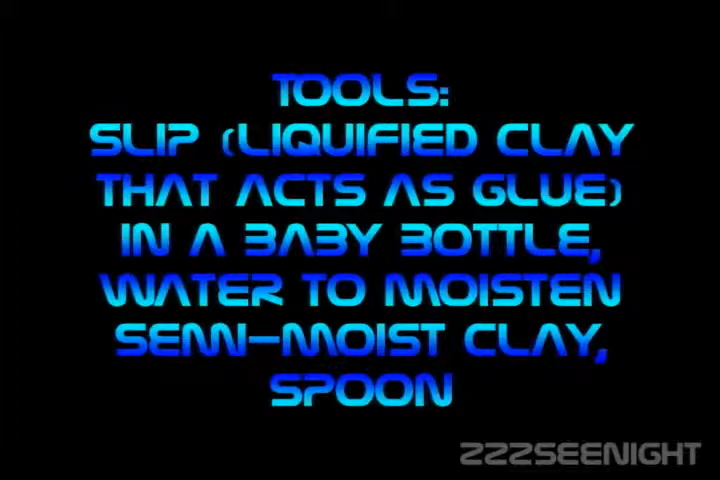 TOOLS:
SLIP (LIQUIFIED CLAY
THAT ACTS AS GLUE)
IN A BABY BOTTLE,
WATER TO MOISTEN
SEMI-MOIST CLAY,
SPOON
ZZZSEENIGHT